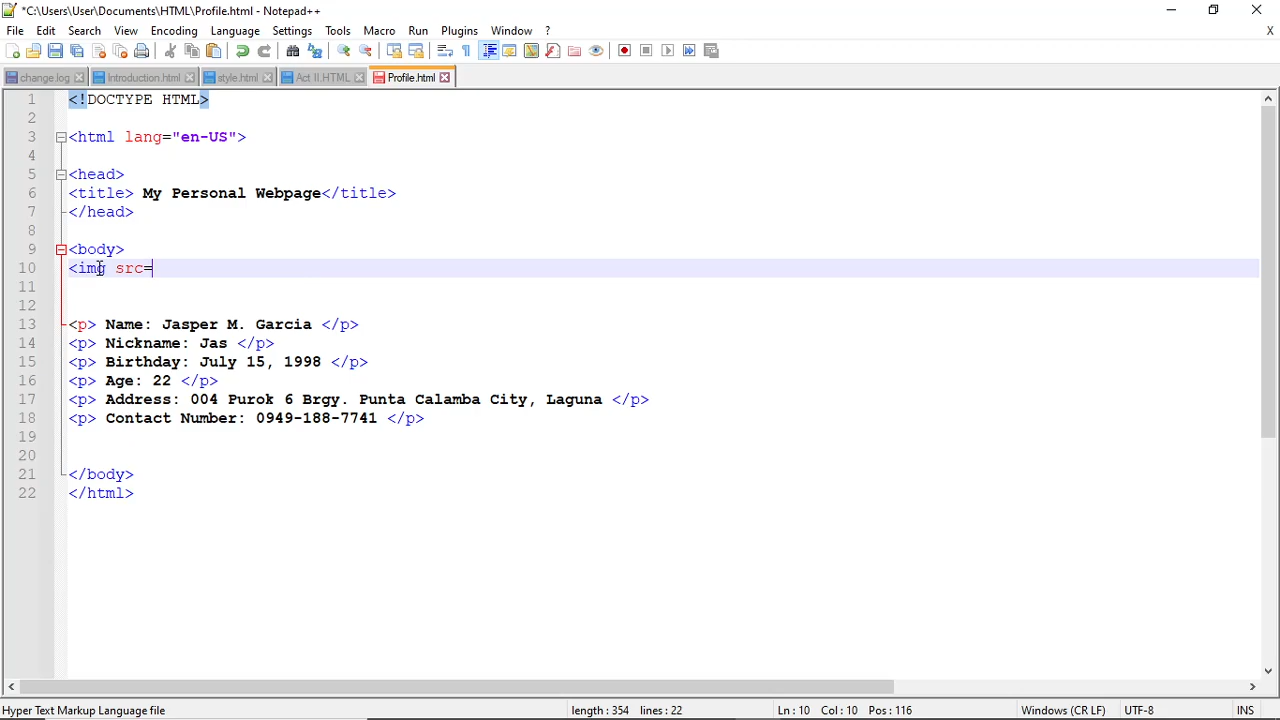 *C:\Users\User\Documents\HTML\Profile.html - Notepad++
File Edit Search View Encoding Language Settings Tools Macro Run Plugins Window ? X
change.log Introduction.html style.html Act II.HTML Profile.html
1 <!DOCTYPE HTML>
2
3 <html lang="en-US">
4
5 <head>
6 <title> My Personal Webpage</title>
7 </head>
8
9 <body>
10 <img src=
11
12
13 <p> Name: Jasper M. Garcia </p>
14 <p> Nickname: Jas </p>
15 <p> Birthday: July 15, 1998 </p>
16 <p> Age: 22 </p>
17 <p> Address: 004 Purok 6 Brgy. Punta Calamba City, Laguna </p>
18 <p> Contact Number: 0949-188-7741 </p>
19
20
21 </body>
22 </html>
Hyper Text Markup Language file length : 354 lines : 22 Ln : 10 Col : 10 Pos : 116 Windows (CR LF) UTF-8 INS